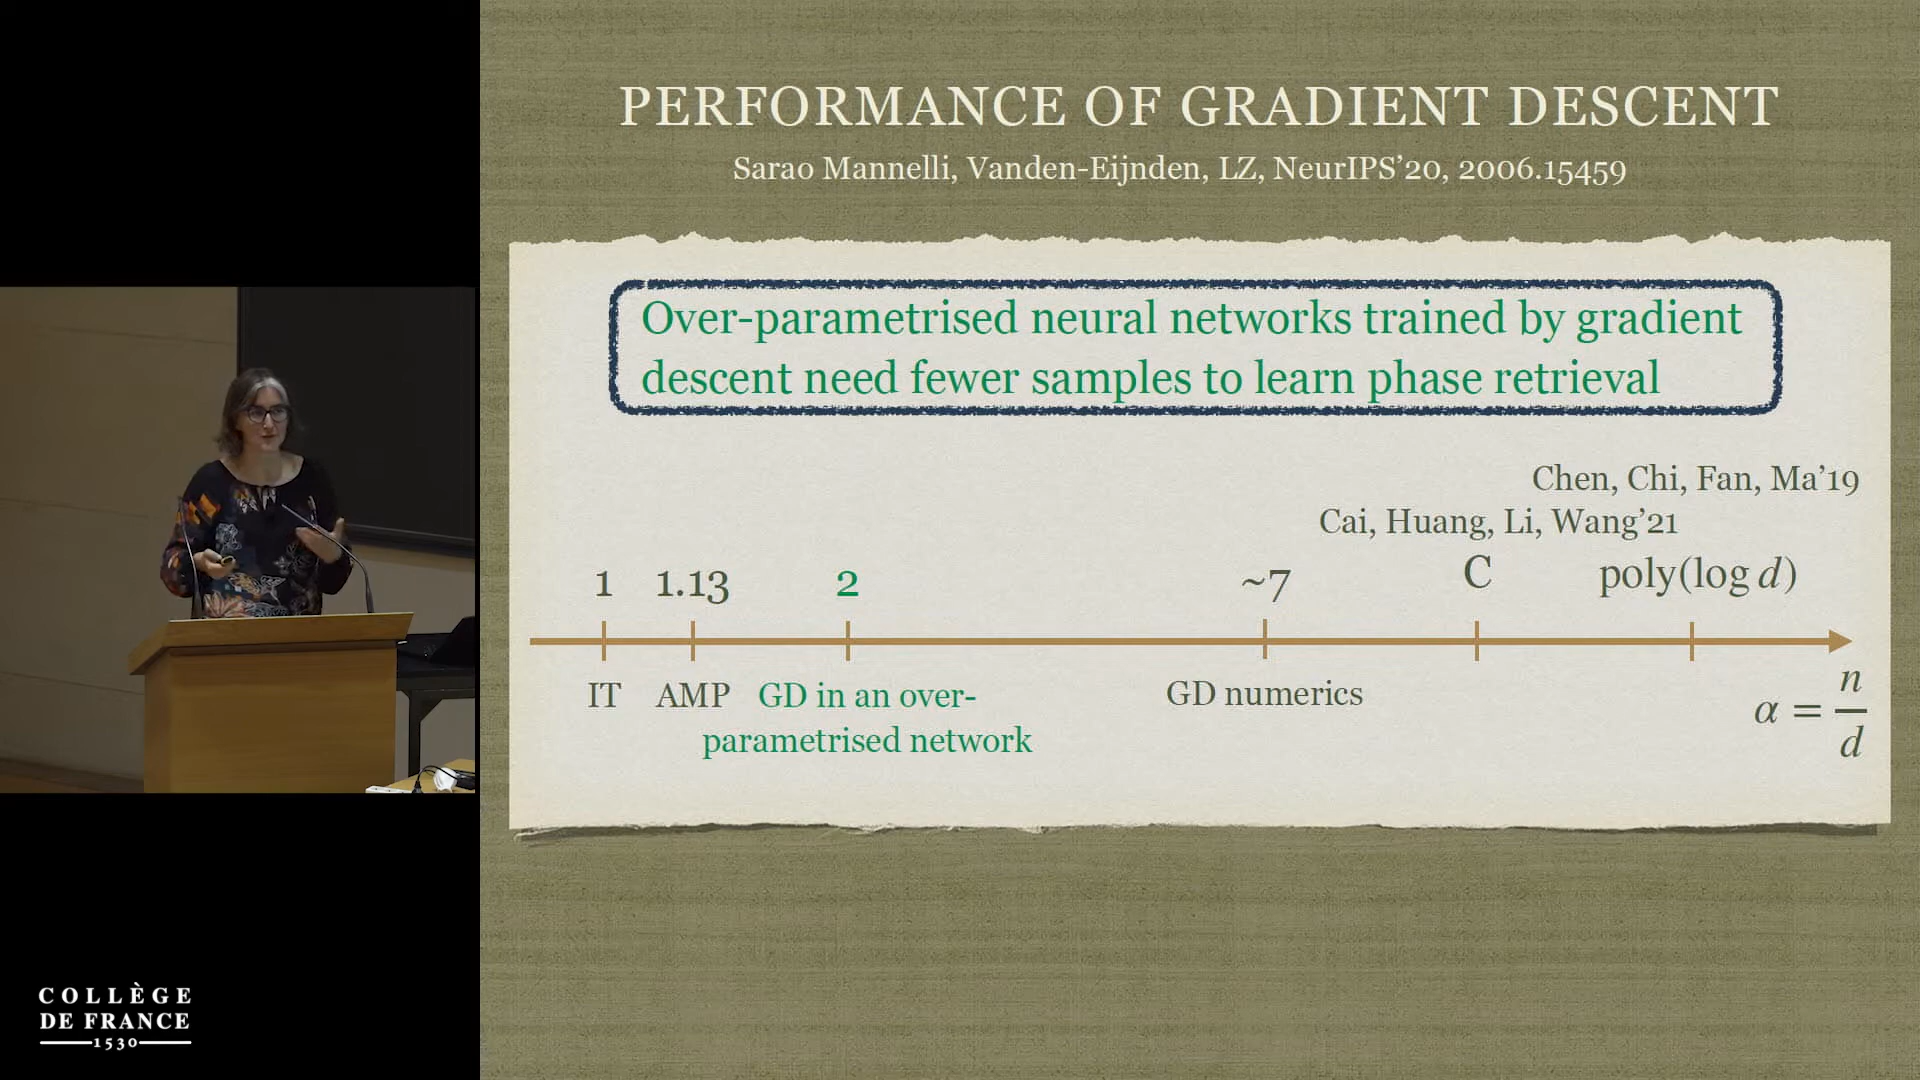 PERFORMANCE OF GRADIENT DESCENT
Sarao Mannelli, Vanden-Eijnden, LZ, NeurIPS'20, 2006.15459
Over-parametrised neural networks trained by gradient
descent need fewer samples to learn phase retrieval
Chen, Chi, Fan, Ma'19
Cai, Huang, Li, Wang'21
1 1.13 2 ~7 C poly(log d)
IT AMP GD in an over-
parametrised network
GD numerics
α = n/d
COLLÈGE
DE FRANCE
1530